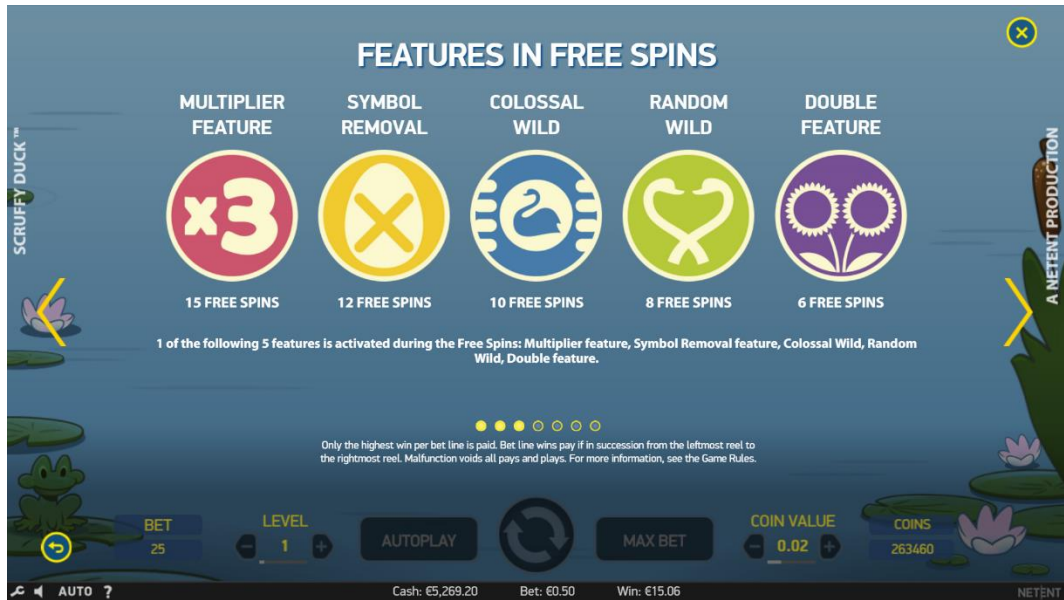 FEATURES IN FREE SPINS
MULTIPLIER
FEATURE
SYMBOL
REMOVAL
COLOSSAL
WILD
RANDOM
WILD
DOUBLE
FEATURE
x3
15 FREE SPINS
12 FREE SPINS
10 FREE SPINS
8 FREE SPINS
6 FREE SPINS
1 of the following 5 features is activated during the Free Spins: Multiplier feature, Symbol Removal feature, Colossal Wild, Random
Wild, Double feature.
Only the highest win per bet line is paid. Bet line wins pay if in succession from the leftmost reel to
the rightmost reel. Malfunction voids all pays and plays. For more information, see the Game Rules.
SCRUFFY DUCK™
A NETENT PRODUCTION
BET
25
LEVEL
1
AUTOPLAY
MAX BET
COIN VALUE
0.02
COINS
263460
AUTO ?
Cash: €5,269.20 Bet: €0.50 Win: €15.06
NETENT